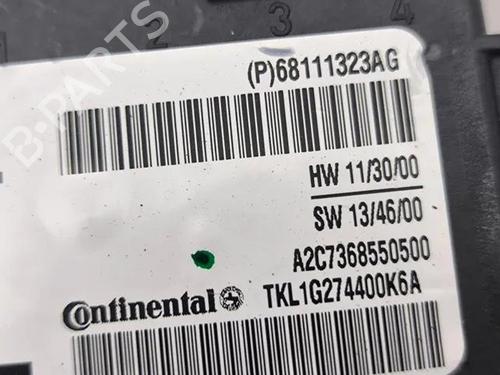 2 3 4
(P)68111323AG
HW 11/30/00
SW 13/46/00
A2C7368550500
Continental TKL1G274400K6A
B-PARTS